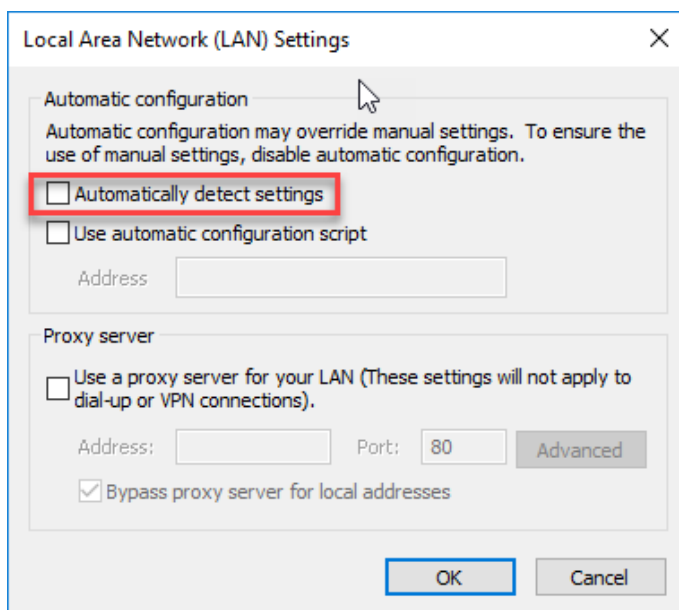 Local Area Network (LAN) Settings
Automatic configuration
Automatic configuration may override manual settings.  To ensure the
use of manual settings, disable automatic configuration.
Automatically detect settings
Use automatic configuration script
Address
Proxy server
Use a proxy server for your LAN (These settings will not apply to
dial-up or VPN connections).
Address:
Port:
80
Advanced
Bypass proxy server for local addresses
OK
Cancel